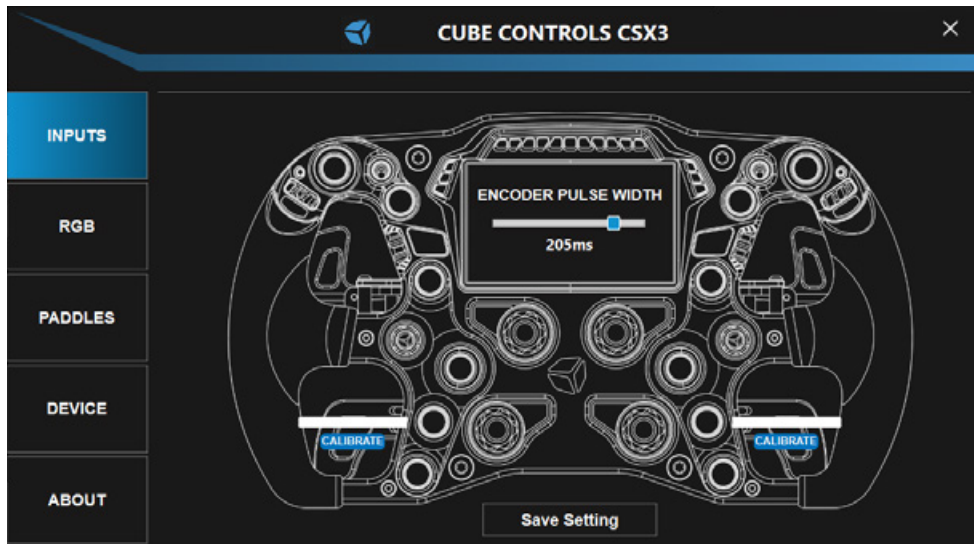 CUBE CONTROLS CSX3
INPUTS
RGB
PADDLES
DEVICE
ABOUT
ENCODER PULSE WIDTH
205ms
CALIBRATE
CALIBRATE
Save Setting